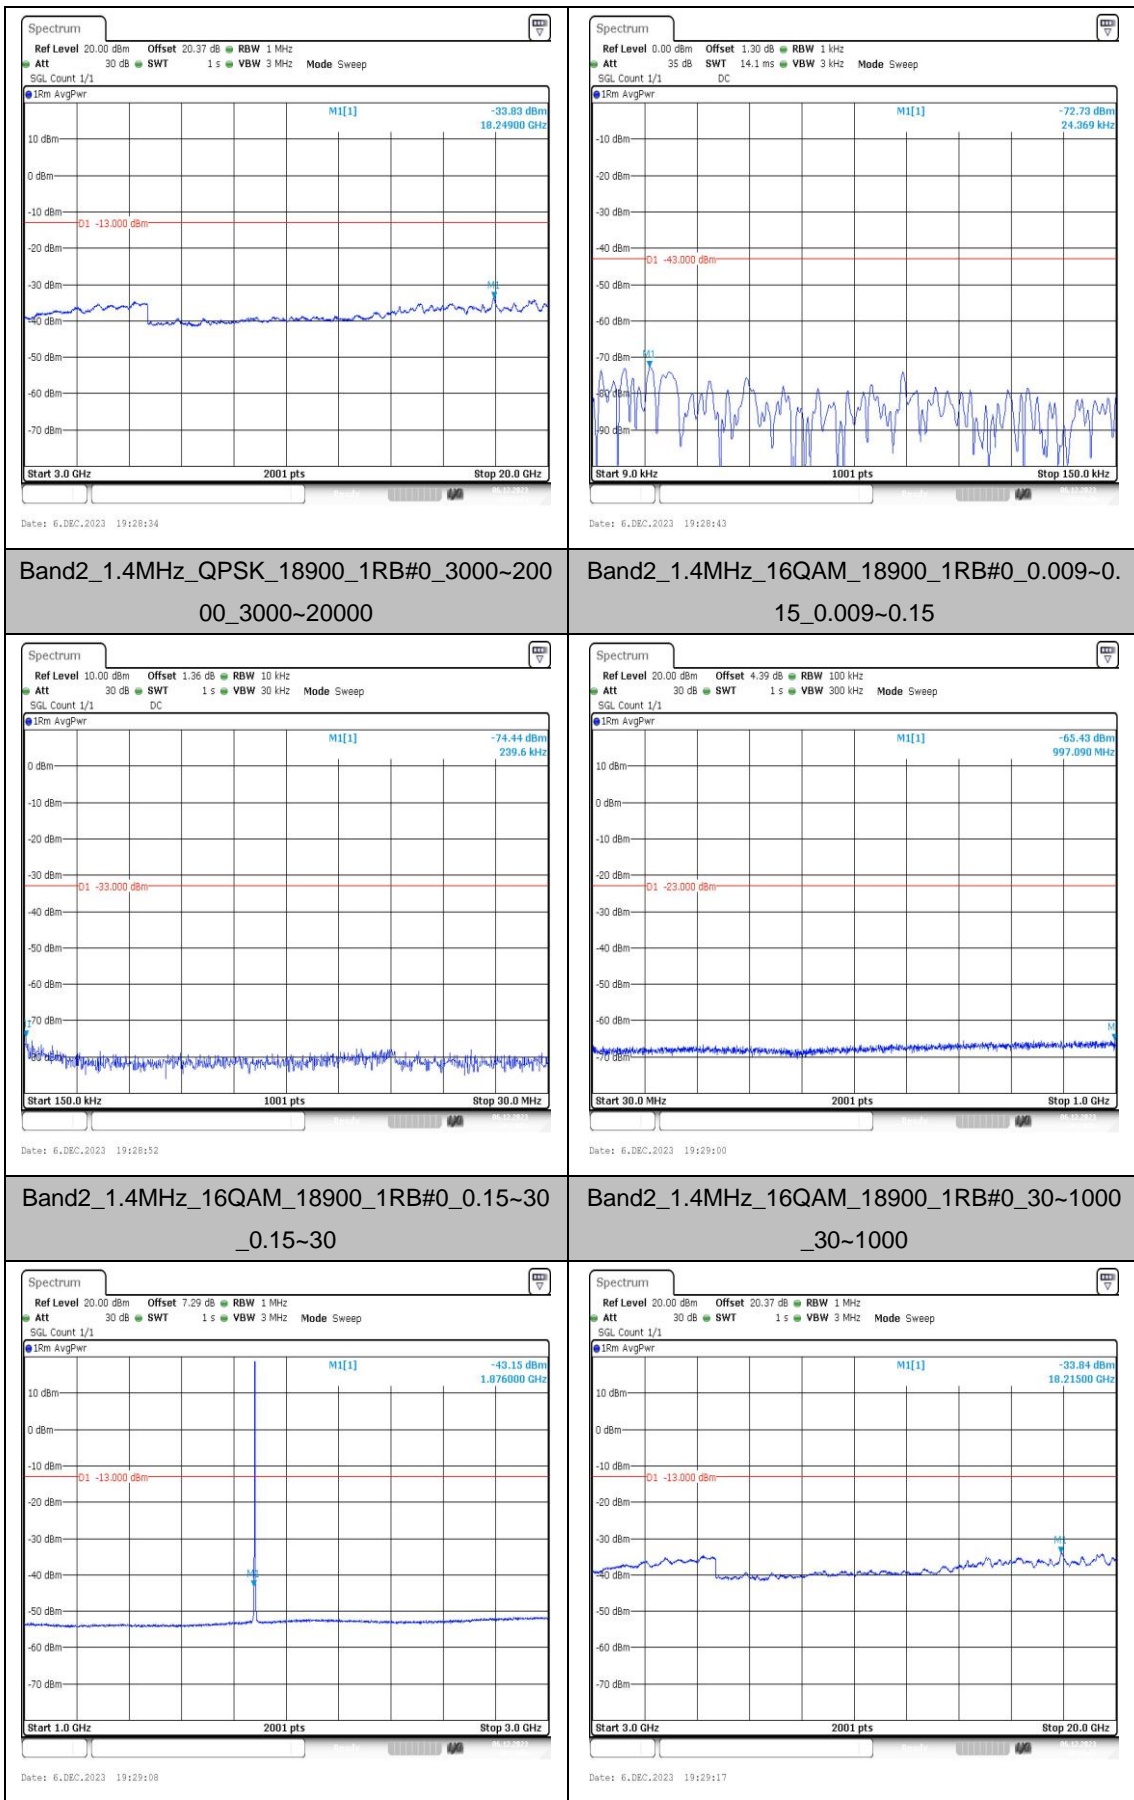 Spectrum
Ref Level 20.00 dBm Offset 20.37 dB RBW 1 MHz
Att 30 dB SWT 1 s VBW 3 MHz Mode Sweep
SGL Count 1/1
1Rm AvgPwr
M1[1] -33.83 dBm
18.24900 GHz
10 dBm
0 dBm
-10 dBm
D1 -13.000 dBm
-20 dBm
-30 dBm
M1
-40 dBm
-50 dBm
-60 dBm
-70 dBm
Start 3.0 GHz 2001 pts Stop 20.0 GHz
Date: 6.DEC.2023 19:28:34
Spectrum
Ref Level 0.00 dBm Offset 1.30 dB RBW 1 kHz
Att 35 dB SWT 14.1 ms VBW 3 kHz Mode Sweep
SGL Count 1/1 DC
1Rm AvgPwr
M1[1] -72.73 dBm
24.369 kHz
-10 dBm
-20 dBm
-30 dBm
-40 dBm
D1 -43.000 dBm
-50 dBm
-60 dBm
-70 dBm
M1
-80 dBm
-90 dBm
Start 9.0 kHz 1001 pts Stop 150.0 kHz
Date: 6.DEC.2023 19:28:43
Band2_1.4MHz_QPSK_18900_1RB#0_3000~200
00_3000~20000
Band2_1.4MHz_16QAM_18900_1RB#0_0.009~0.
15_0.009~0.15
Spectrum
Ref Level 10.00 dBm Offset 1.36 dB RBW 10 kHz
Att 30 dB SWT 1 s VBW 30 kHz Mode Sweep
SGL Count 1/1 DC
1Rm AvgPwr
M1[1] -74.44 dBm
239.6 kHz
0 dBm
-10 dBm
-20 dBm
-30 dBm
D1 -33.000 dBm
-40 dBm
-50 dBm
-60 dBm
-70 dBm
-80 dBm
Start 150.0 kHz 1001 pts Stop 30.0 MHz
Date: 6.DEC.2023 19:28:52
Spectrum
Ref Level 20.00 dBm Offset 4.39 dB RBW 100 kHz
Att 30 dB SWT 1 s VBW 300 kHz Mode Sweep
SGL Count 1/1
1Rm AvgPwr
M1[1] -65.43 dBm
997.090 MHz
10 dBm
0 dBm
-10 dBm
-20 dBm
D1 -23.000 dBm
-30 dBm
-40 dBm
-50 dBm
-60 dBm
M
-70 dBm
Start 30.0 MHz 2001 pts Stop 1.0 GHz
Date: 6.DEC.2023 19:29:00
Band2_1.4MHz_16QAM_18900_1RB#0_0.15~30
_0.15~30
Band2_1.4MHz_16QAM_18900_1RB#0_30~1000
_30~1000
Spectrum
Ref Level 20.00 dBm Offset 7.29 dB RBW 1 MHz
Att 30 dB SWT 1 s VBW 3 MHz Mode Sweep
SGL Count 1/1
1Rm AvgPwr
M1[1] -43.15 dBm
1.876000 GHz
10 dBm
0 dBm
-10 dBm
D1 -13.000 dBm
-20 dBm
-30 dBm
-40 dBm
M1
-50 dBm
-60 dBm
-70 dBm
Start 1.0 GHz 2001 pts Stop 3.0 GHz
Date: 6.DEC.2023 19:29:08
Spectrum
Ref Level 20.00 dBm Offset 20.37 dB RBW 1 MHz
Att 30 dB SWT 1 s VBW 3 MHz Mode Sweep
SGL Count 1/1
1Rm AvgPwr
M1[1] -33.84 dBm
18.21500 GHz
10 dBm
0 dBm
-10 dBm
D1 -13.000 dBm
-20 dBm
-30 dBm
M1
-40 dBm
-50 dBm
-60 dBm
-70 dBm
Start 3.0 GHz 2001 pts Stop 20.0 GHz
Date: 6.DEC.2023 19:29:17